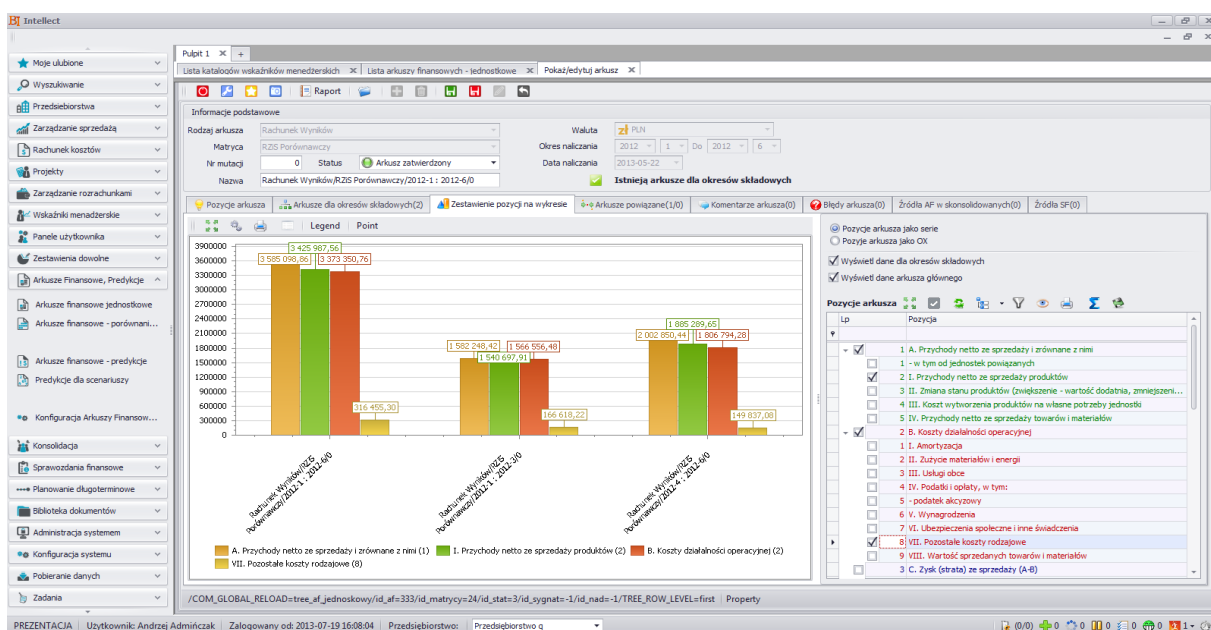 BI Intellect
Pulpit 1
Lista katalogów wskaźników menedżerskich
Lista arkuszy finansowych - jednostkowe
Pokaż/edytuj arkusz
Moje ulubione
Wyszukiwanie
Przedsiebiorstwa
Zarządzanie sprzedażą
Rachunek kosztów
Projekty
Zarządzanie rozrachunkami
Wskaźniki menadżerskie
Panele użytkownika
Zestawienia dowolne
Arkusze Finansowe, Predykcje
Arkusze finansowe jednostkowe
Arkusze finansowe - porównani...
Arkusze finansowe - predykcje
Predykcje dla scenariuszy
Konfiguracja Arkuszy Finansow...
Konsolidacja
Sprawozdania finansowe
Planowanie długoterminowe
Biblioteka dokumentów
Administracja systemem
Konfiguracja systemu
Pobieranie danych
Zadania
Raport
Informacje podstawowe
Rodzaj arkusza Rachunek Wyników Waluta zł PLN
Matryca RZiS Porównawczy Okres naliczania 2012 1 Do 2012 6
Nr mutacji 0 Status Arkusz zatwierdzony Data naliczania 2013-05-22
Nazwa Rachunek Wyników/RZiS Porównawczy/2012-1 : 2012-6/0 Istnieją arkusze dla okresów składowych
Pozycje arkusza
Arkusze dla okresów składowych(2)
Zestawienie pozycji na wykresie
Arkusze powiązane(1/0)
Komentarze arkusza(0)
Błędy arkusza(0)
Źródła AF w skonsolidowanych(0)
Źródła SF(0)
Legend Point
3900000
3600000
3300000
3000000
2700000
2400000
2100000
1800000
1500000
1200000
900000
600000
300000
0
3 425 987,56
3 585 098,86
3 373 350,76
316 455,30
1 582 248,42
1 566 556,48
1 540 697,91
166 618,22
1 885 289,65
2 002 850,44
1 806 794,28
149 837,08
Rachunek Wyników/RZiS
Porównawczy/2012-1 : 2012-6/0
Rachunek Wyników/RZiS
Porównawczy/2012-1 : 2012-3/0
Rachunek Wyników/RZiS
Porównawczy/2012-4 : 2012-6/0
A. Przychody netto ze sprzedaży i zrównane z nimi (1)
I. Przychody netto ze sprzedaży produktów (2)
B. Koszty działalności operacyjnej (2)
VII. Pozostałe koszty rodzajowe (8)
Pozycje arkusza jako serie
Pozyje arkusza jako OX
Wyświetl dane dla okresów składowych
Wyświetl dane arkusza głównego
Pozycje arkusza
Lp Pozycja
1 A. Przychody netto ze sprzedaży i zrównane z nimi
1 - w tym od jednostek powiązanych
2 I. Przychody netto ze sprzedaży produktów
3 II. Zmiana stanu produktów (zwiększenie - wartość dodatnia, zmniejszeni...
4 III. Koszt wytworzenia produktów na własne potrzeby jednostki
5 IV. Przychody netto ze sprzedaży towarów i materiałów
2 B. Koszty działalności operacyjnej
1 I. Amortyzacja
2 II. Zużycie materiałów i energii
3 III. Usługi obce
4 IV. Podatki i opłaty, w tym:
5 - podatek akcyzowy
6 V. Wynagrodzenia
7 VI. Ubezpieczenia społeczne i inne świadczenia
8 VII. Pozostałe koszty rodzajowe
9 VIII. Wartość sprzedanych towarów i materiałów
3 C. Zysk (strata) ze sprzedaży (A-B)
/COM_GLOBAL_RELOAD=tree_af_jednoskowy/id_af=333/id_matrycy=24/id_stat=3/id_sygnat=-1/id_nad=-1/TREE_ROW_LEVEL=first Property
PREZENTACJA Użytkownik: Andrzej Admińczak Zalogowany od: 2013-07-19 16:08:04 Przedsiębiorstwo: Przedsiębiorstwo q (0/0) 0 0 0 0 0 1